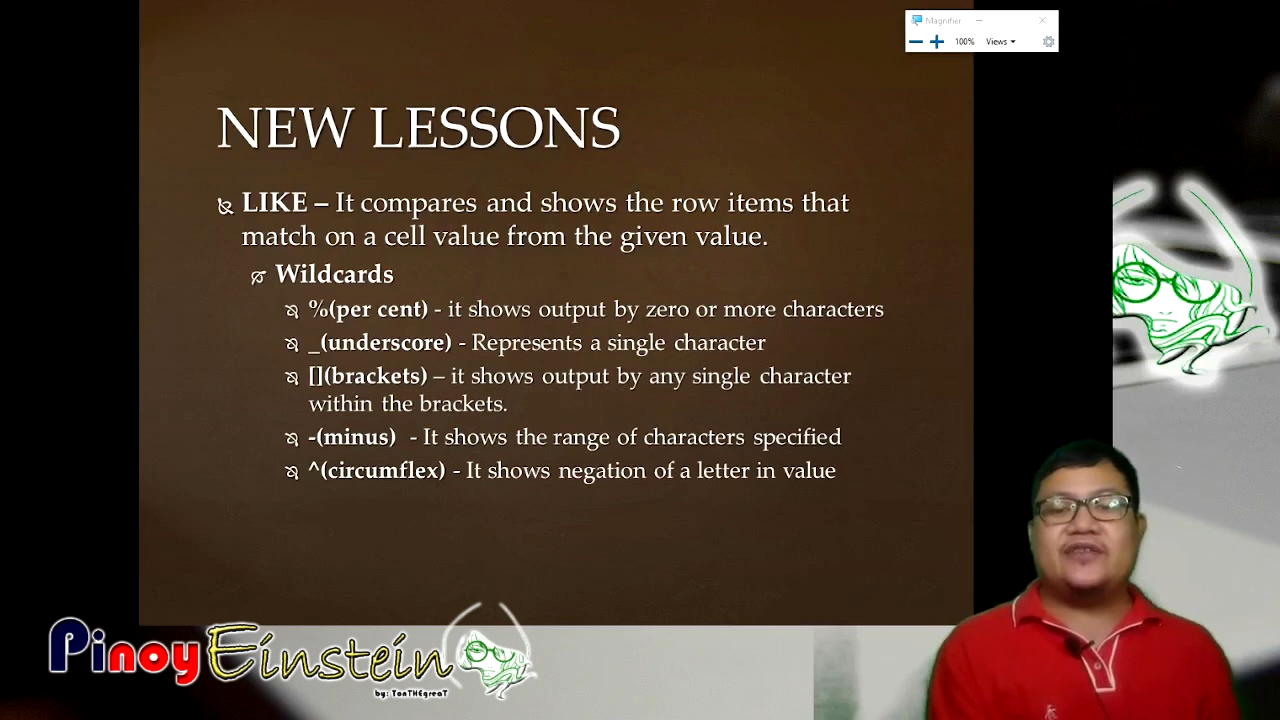 Magnifier
100% Views
NEW LESSONS
LIKE – It compares and shows the row items that
match on a cell value from the given value.
Wildcards
%(per cent) - it shows output by zero or more characters
_(underscore) - Represents a single character
[](brackets) – it shows output by any single character
within the brackets.
-(minus) - It shows the range of characters specified
^(circumflex) - It shows negation of a letter in value
PinoyEinstein
by: TonTHEgreaT